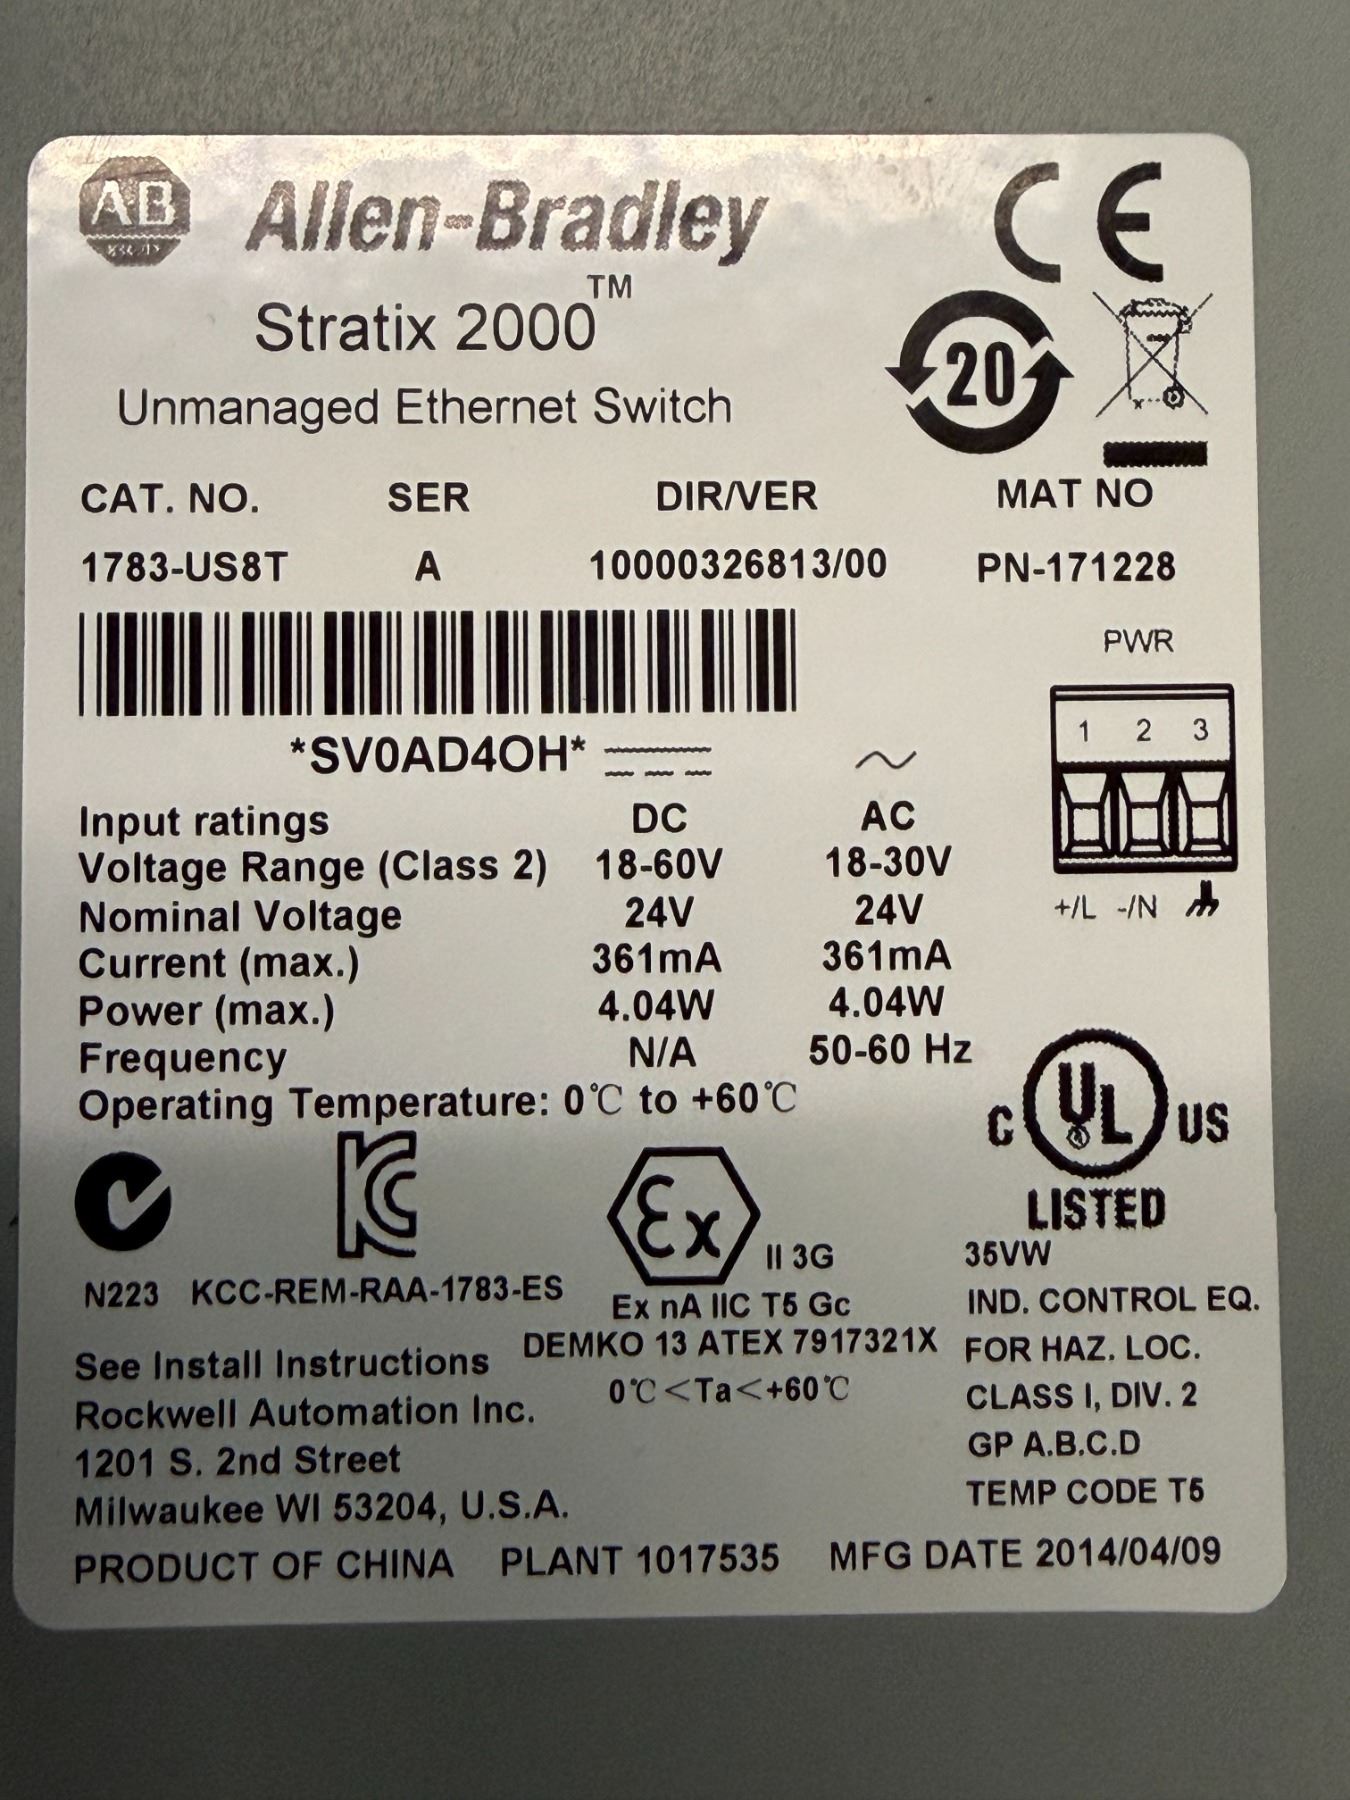 AB
Allen-Bradley
CE
Stratix 2000™
Unmanaged Ethernet Switch
20
CAT. NO. SER DIR/VER MAT NO
1783-US8T A 10000326813/00 PN-171228
PWR
1 2 3
+/L -/N
*SV0AD4OH*
Input ratings DC AC
Voltage Range (Class 2) 18-60V 18-30V
Nominal Voltage 24V 24V
Current (max.) 361mA 361mA
Power (max.) 4.04W 4.04W
Frequency N/A 50-60 Hz
Operating Temperature: 0℃ to +60℃
C UL US
LISTED
35VW
IND. CONTROL EQ.
FOR HAZ. LOC.
CLASS I, DIV. 2
GP A.B.C.D
TEMP CODE T5
KC
N223 KCC-REM-RAA-1783-ES
Ex II 3G
Ex nA IIC T5 Gc
DEMKO 13 ATEX 7917321X
0℃<Ta<+60℃
See Install Instructions
Rockwell Automation Inc.
1201 S. 2nd Street
Milwaukee WI 53204, U.S.A.
PRODUCT OF CHINA PLANT 1017535 MFG DATE 2014/04/09